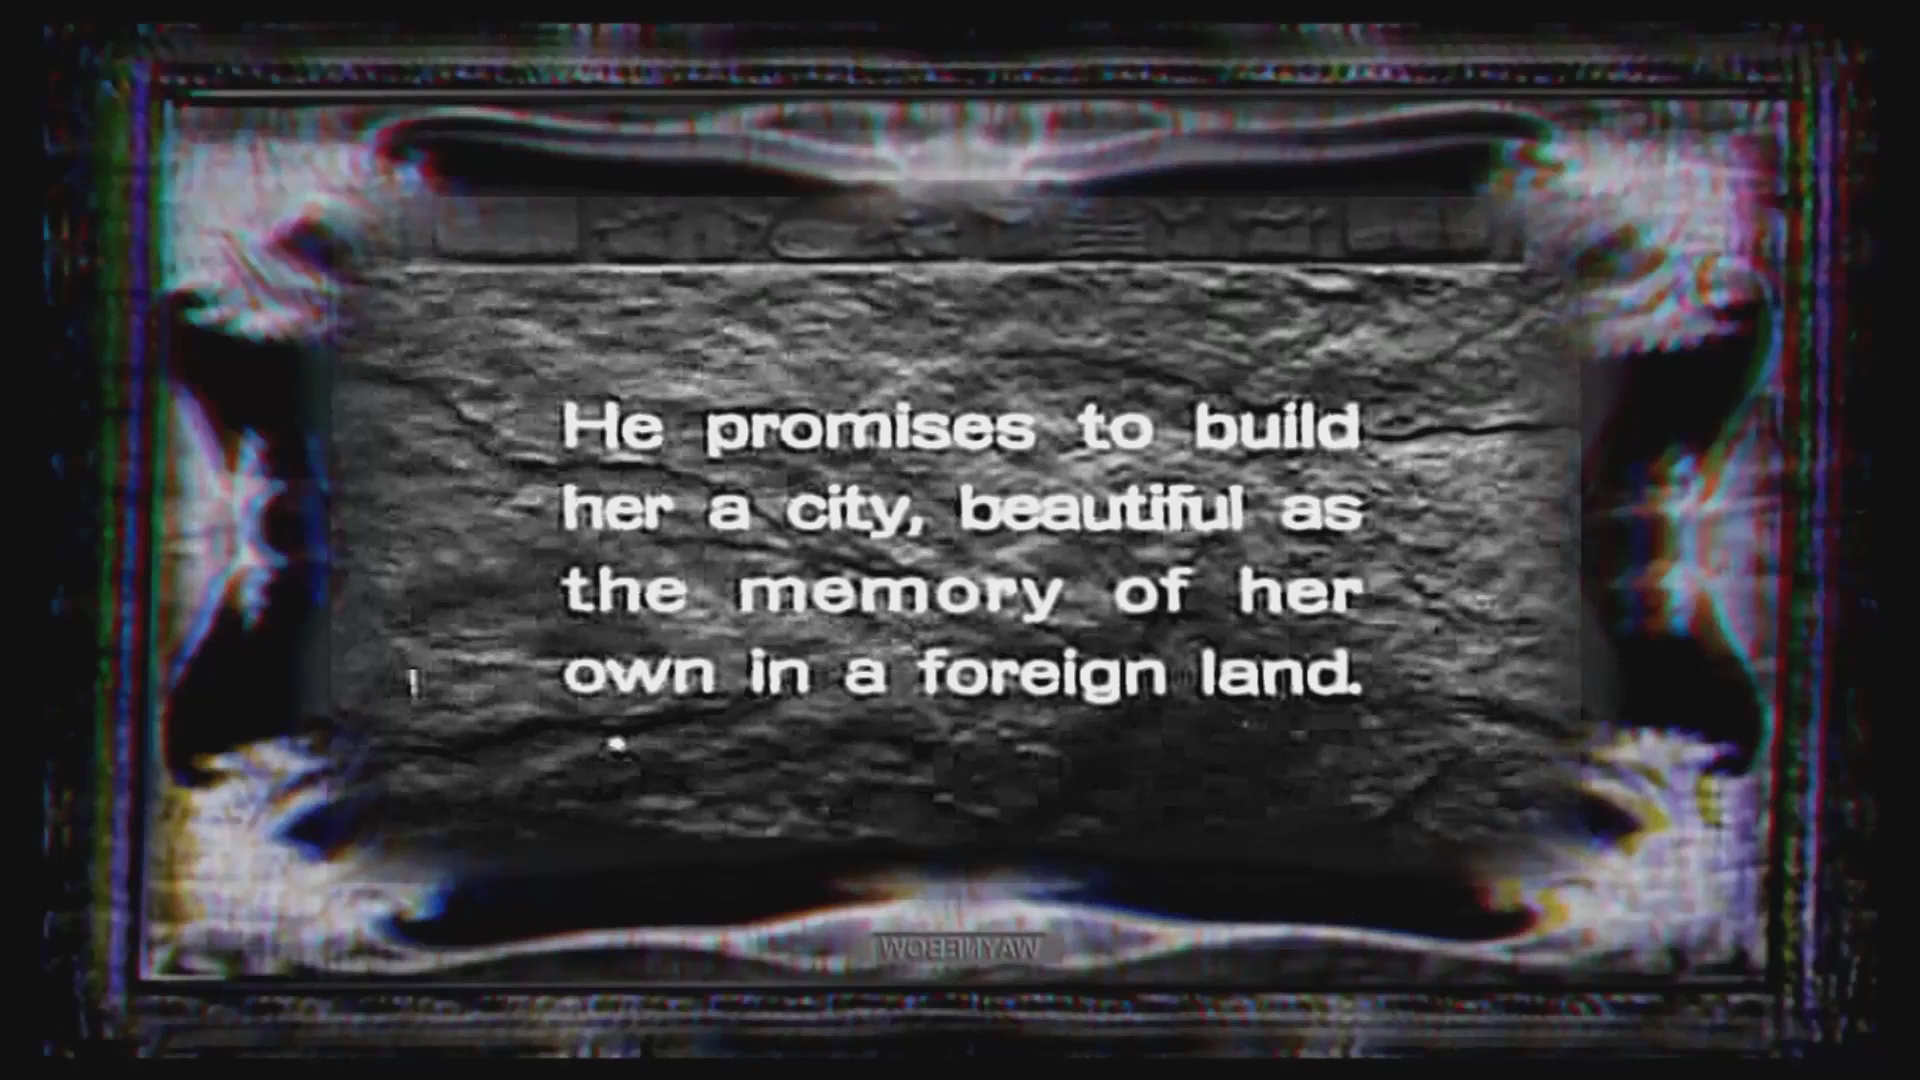 He promises to build
her a city, beautiful as
the memory of her
own in a foreign land.